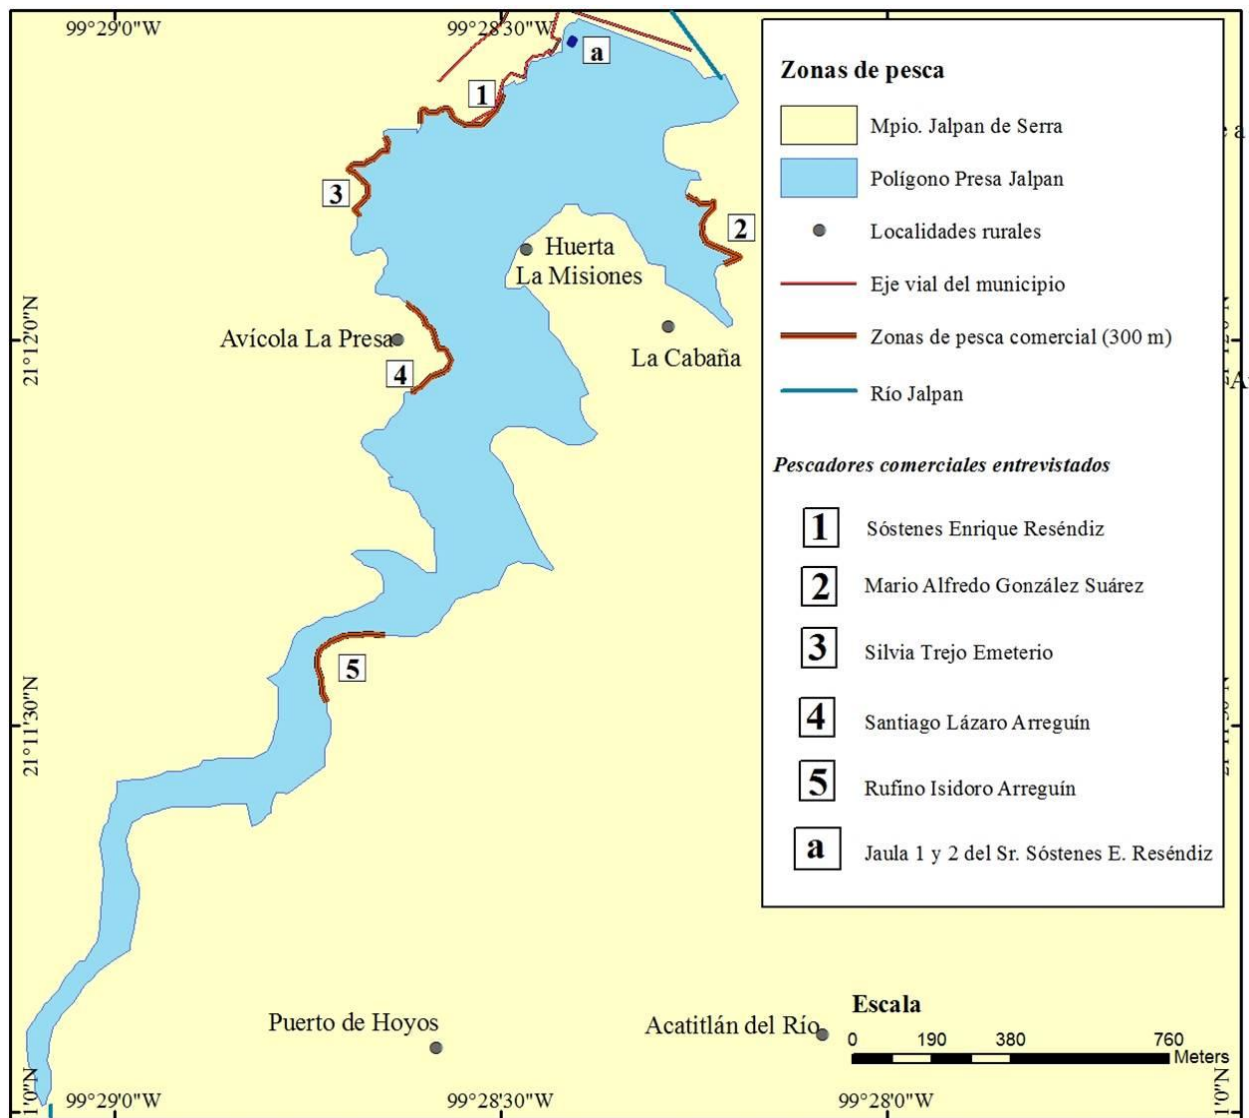 99°29'0"W
99°28'30"W
a
1
3
2
Huerta
La Misiones
Avícola La Presa
La Cabaña
4
5
21°12'0"N
21°11'30"N
Puerto de Hoyos
Acatitlán del Río
99°29'0"W
99°28'30"W
99°28'0"W
1'0"N
1'0"N
Zonas de pesca
Mpio. Jalpan de Serra
Polígono Presa Jalpan
Localidades rurales
Eje vial del municipio
Zonas de pesca comercial (300 m)
Río Jalpan
Pescadores comerciales entrevistados
1 Sóstenes Enrique Reséndiz
2 Mario Alfredo González Suárez
3 Silvia Trejo Emeterio
4 Santiago Lázaro Arreguín
5 Rufino Isidoro Arreguín
a Jaula 1 y 2 del Sr. Sóstenes E. Reséndiz
Escala
0 190 380 760
Meters